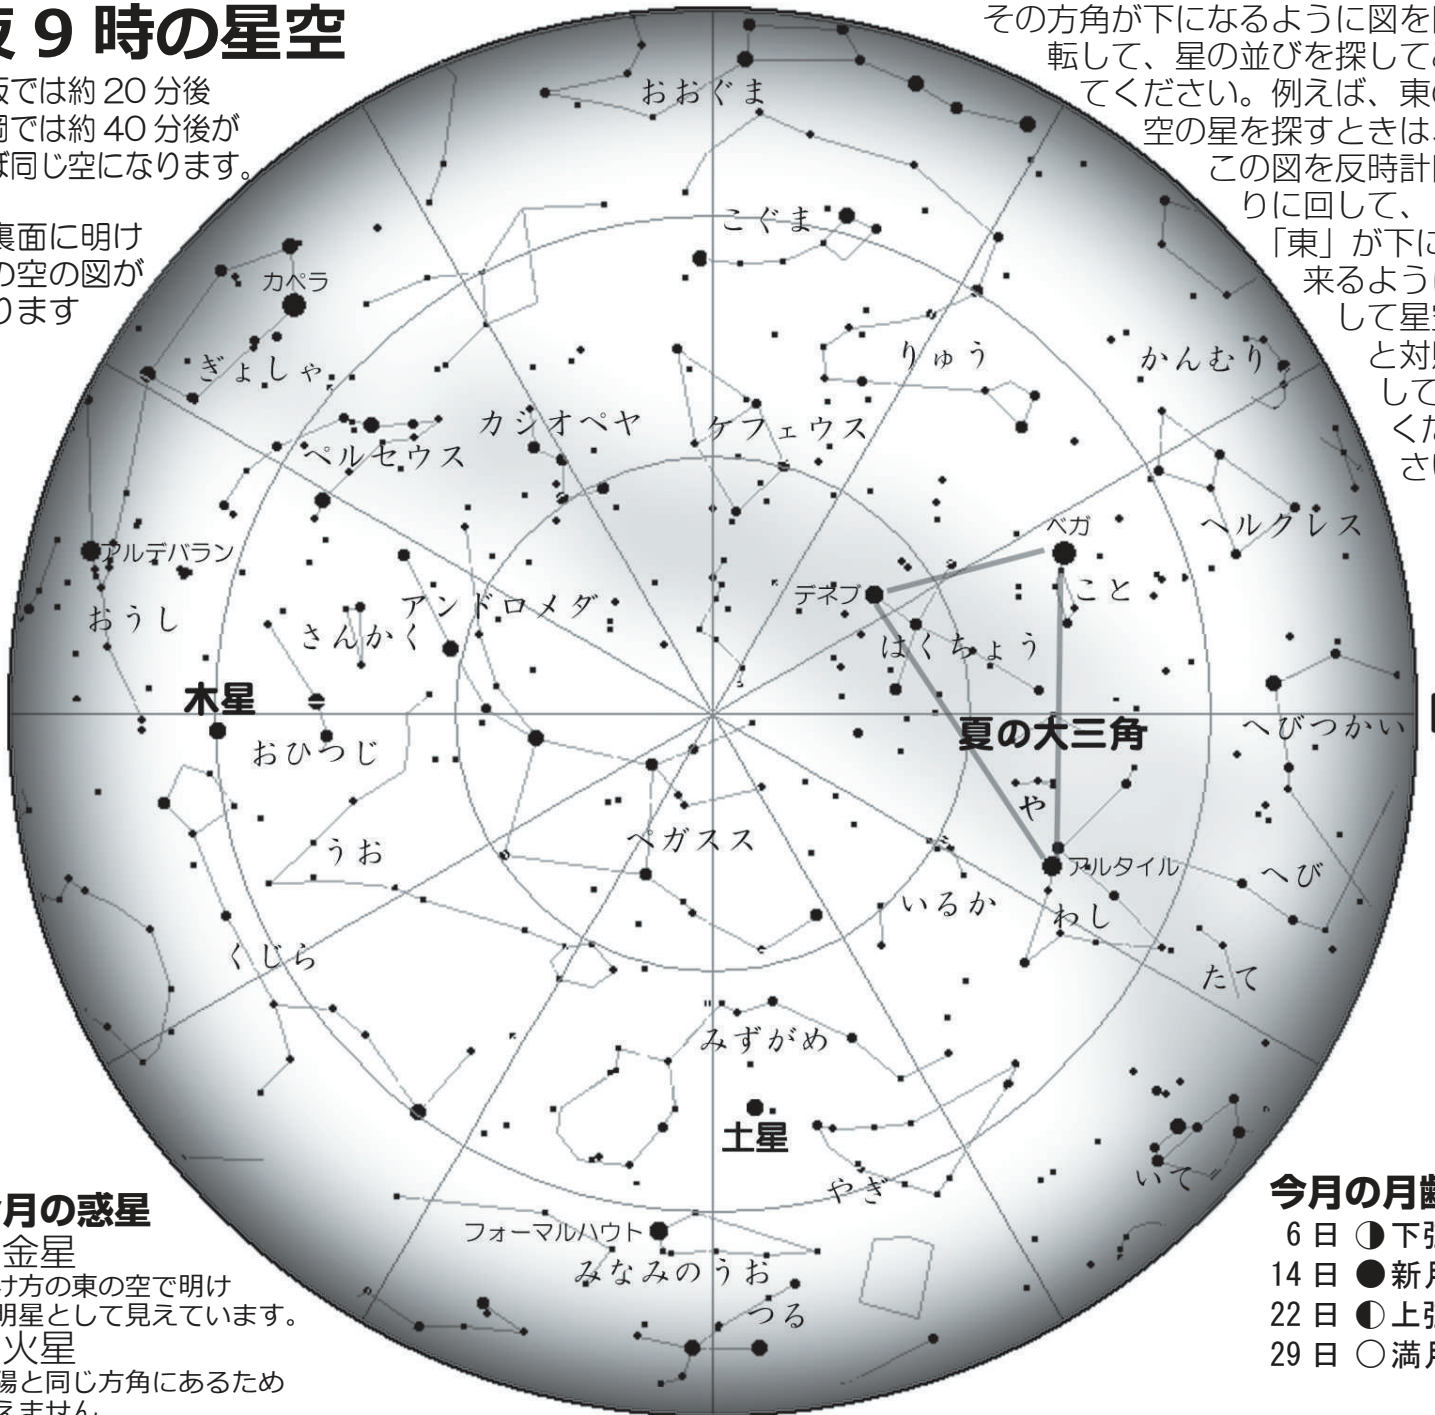 夜 9 時の星空
阪では約 20 分後
岡では約 40 分後が
ぼ同じ空になります。
裏面に明け
の空の図が
ります
その方角が下になるように図を回
転して、星の並びを探してみ
てください。例えば、東の
空の星を探すときは、
この図を反時計回
りに回して、
「東」が下に
来るように
して星空
と対照
して
くだ
さい
おおぐま
こぐま
カペラ
ぎょしゃ
りゅう
かんむり
カシオペヤ
ケフェウス
ペルセウス
ヘルクレス
ベガ
アルデバラン
デネブ
こと
おうし
アンドロメダ
さんかく
はくちょう
木星
夏の大三角
へびつかい
おひつじ
や
ペガスス
うお
アルタイル
へび
いるか
わし
くじら
たて
みずがめ
土星
いて
やぎ
フォーマルハウト
みなみのうお
つる
月の惑星
金星
け方の東の空で明け
明星として見えています。
火星
陽と同じ方角にあるため
えません
今月の月齢
6 日 ◑下弦
14 日 ●新月
22 日 ◐上弦
29 日 ○満月